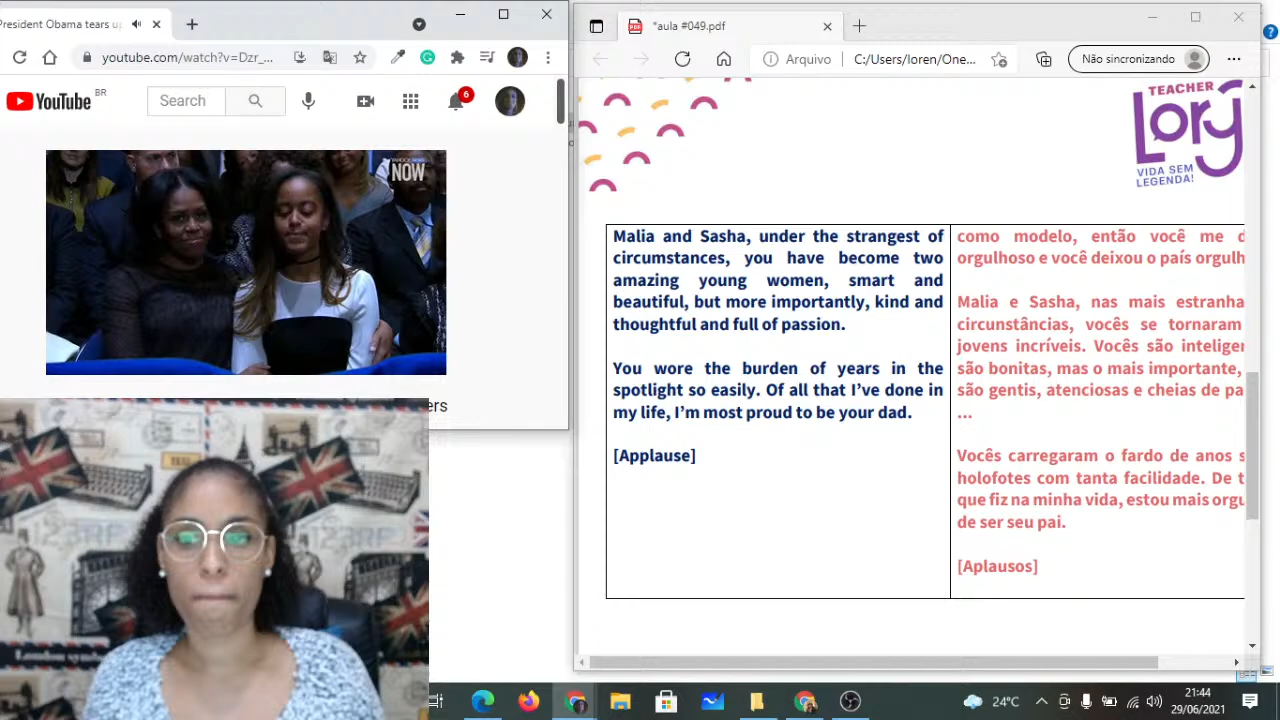 President Obama tears u
youtube.com/watch?v=Dzr_...
YouTube
BR
Search
6
NOW
ers
*aula #049.pdf
Arquivo
C:/Users/loren/One...
Não sincronizando
TEACHER
Lory
VIDA SEM
LEGENDA!
Malia and Sasha, under the strangest of
circumstances, you have become two
amazing young women, smart and
beautiful, but more importantly, kind and
thoughtful and full of passion.
You wore the burden of years in the
spotlight so easily. Of all that I've done in
my life, I'm most proud to be your dad.
[Applause]
como modelo, então você me d
orgulhoso e você deixou o país orgulh
Malia e Sasha, nas mais estranha
circunstâncias, vocês se tornaram
jovens incríveis. Vocês são inteliger
são bonitas, mas o mais importante,
são gentis, atenciosas e cheias de pa
...
Vocês carregaram o fardo de anos s
holofotes com tanta facilidade. De t
que fiz na minha vida, estou mais orgu
de ser seu pai.
[Aplausos]
London
24°C
21:44
29/06/2021